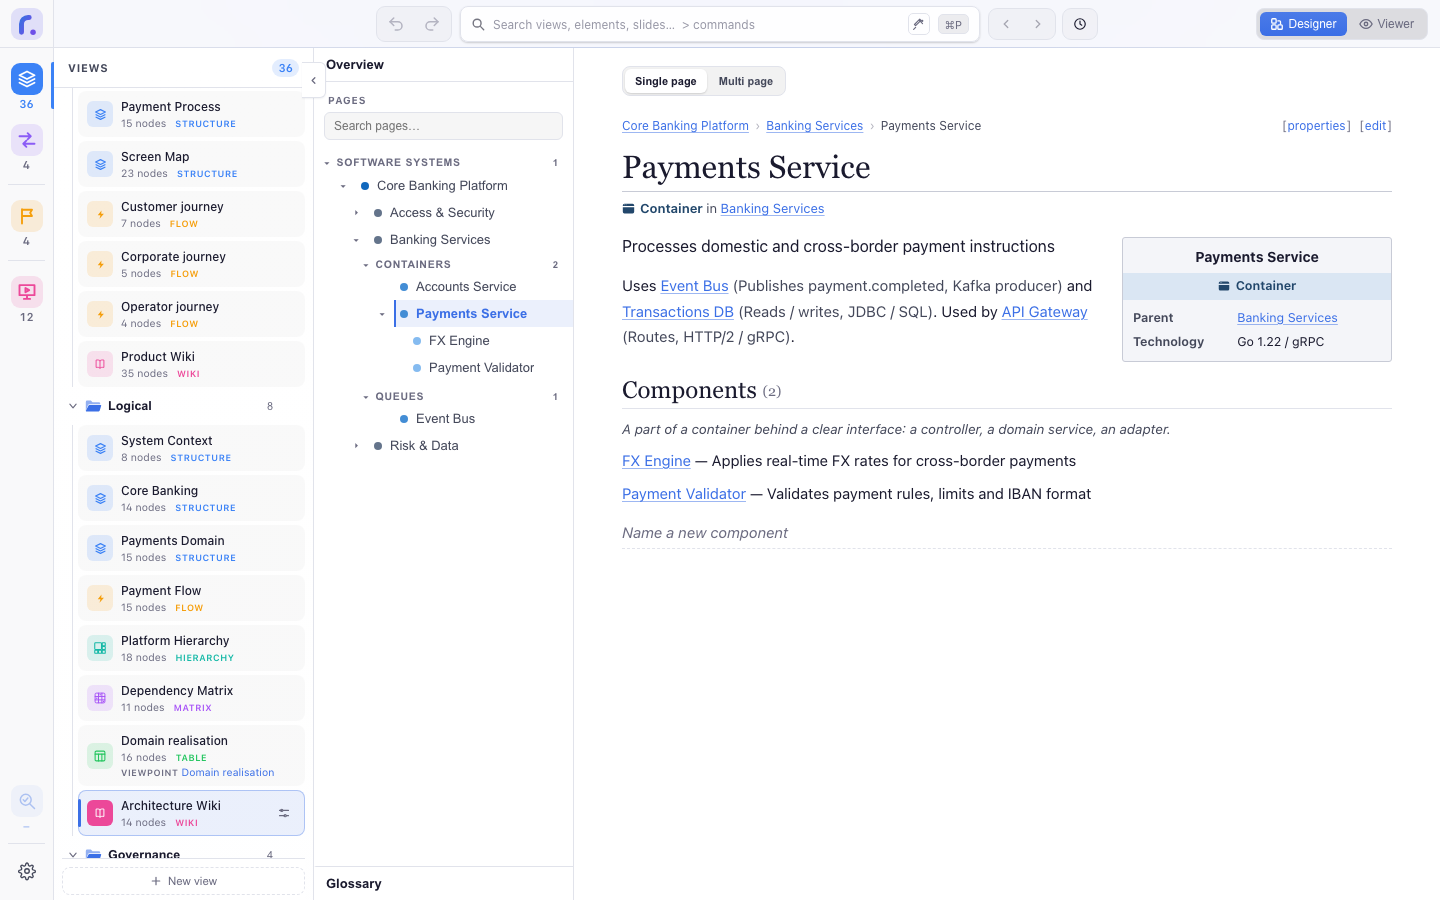 Search views, elements, slides... > commands
⌘P
Designer
Viewer
36
4
4
12
–
VIEWS
36
Payment Process
15 nodes STRUCTURE
Screen Map
23 nodes STRUCTURE
Customer journey
7 nodes FLOW
Corporate journey
5 nodes FLOW
Operator journey
4 nodes FLOW
Product Wiki
35 nodes WIKI
Logical 8
System Context
8 nodes STRUCTURE
Core Banking
14 nodes STRUCTURE
Payments Domain
15 nodes STRUCTURE
Payment Flow
15 nodes FLOW
Platform Hierarchy
18 nodes HIERARCHY
Dependency Matrix
11 nodes MATRIX
Domain realisation
16 nodes TABLE
VIEWPOINT Domain realisation
Architecture Wiki
14 nodes WIKI
Governance 4
+ New view
Overview
PAGES
Search pages...
SOFTWARE SYSTEMS 1
Core Banking Platform
Access & Security
Banking Services
CONTAINERS 2
Accounts Service
Payments Service
FX Engine
Payment Validator
QUEUES 1
Event Bus
Risk & Data
Glossary
Single page Multi page
Core Banking Platform › Banking Services › Payments Service
[properties] [edit]
Payments Service
Container in Banking Services
Processes domestic and cross-border payment instructions
Uses Event Bus (Publishes payment.completed, Kafka producer) and
Transactions DB (Reads / writes, JDBC / SQL). Used by API Gateway
(Routes, HTTP/2 / gRPC).
Payments Service
Container
Parent Banking Services
Technology Go 1.22 / gRPC
Components (2)
A part of a container behind a clear interface: a controller, a domain service, an adapter.
FX Engine — Applies real-time FX rates for cross-border payments
Payment Validator — Validates payment rules, limits and IBAN format
Name a new component